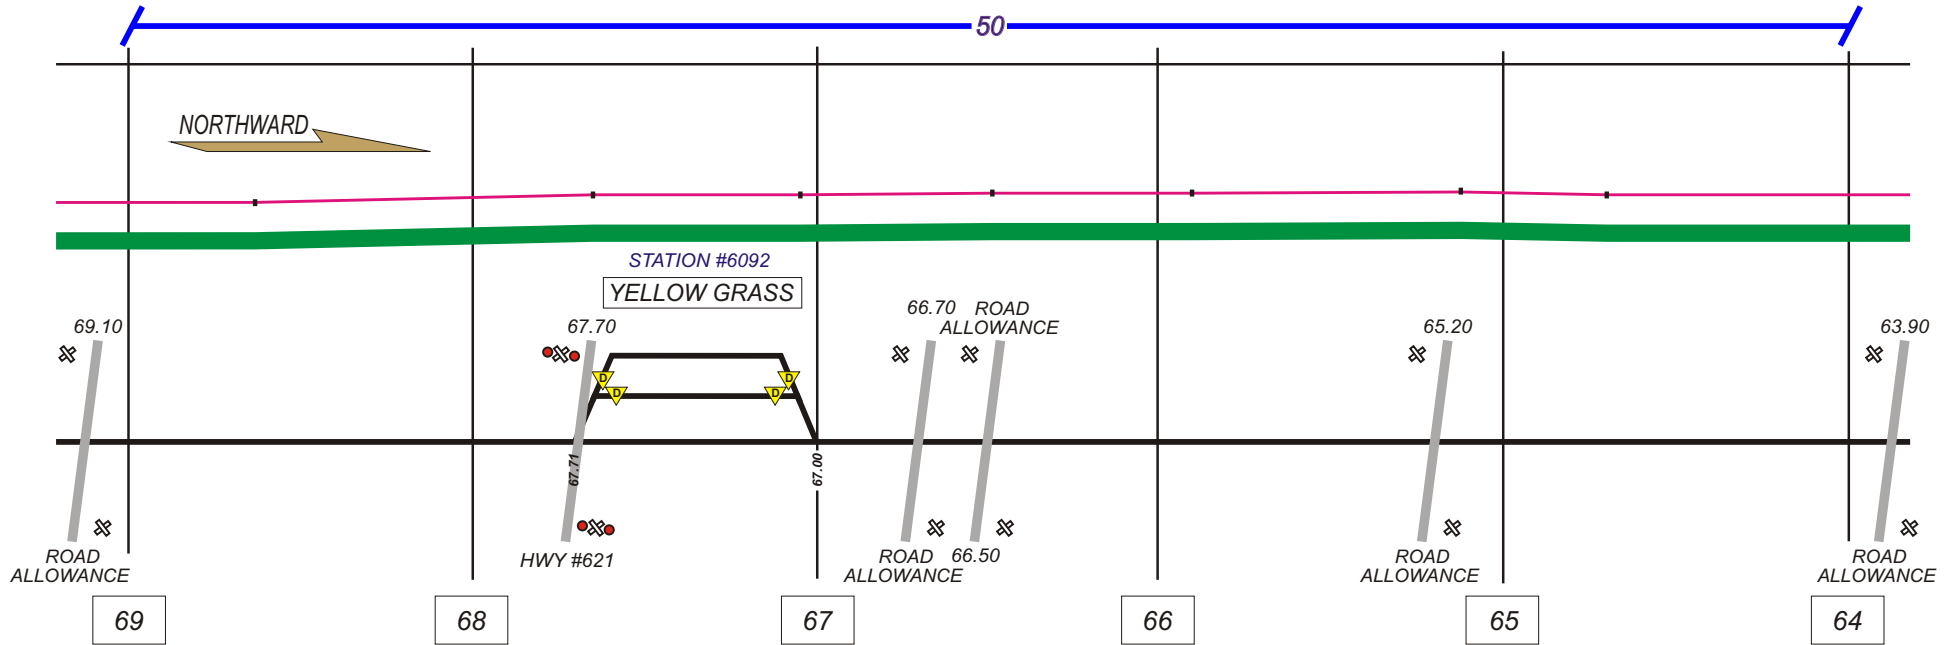 50
NORTHWARD
STATION #6092
YELLOW GRASS
69.10
67.70
66.70
ROAD
ALLOWANCE
65.20
63.90
D
D
D
D
67.71
67.00
ROAD
ALLOWANCE
HWY #621
ROAD
ALLOWANCE
66.50
ROAD
ALLOWANCE
ROAD
ALLOWANCE
69
68
67
66
65
64